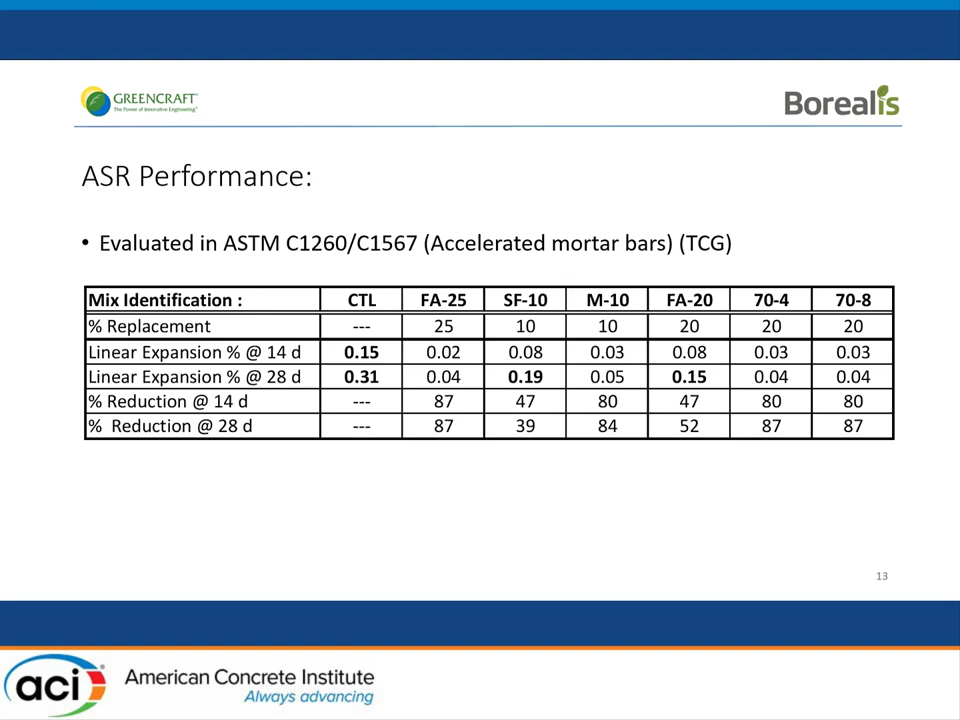 GREENCRAFT
The Power of Innovative Engineering
Borealis
ASR Performance:
• Evaluated in ASTM C1260/C1567 (Accelerated mortar bars) (TCG)
Mix Identification : CTL FA-25 SF-10 M-10 FA-20 70-4 70-8
% Replacement --- 25 10 10 20 20 20
Linear Expansion % @ 14 d 0.15 0.02 0.08 0.03 0.08 0.03 0.03
Linear Expansion % @ 28 d 0.31 0.04 0.19 0.05 0.15 0.04 0.04
% Reduction @ 14 d --- 87 47 80 47 80 80
% Reduction @ 28 d --- 87 39 84 52 87 87
13
aci American Concrete Institute
Always advancing